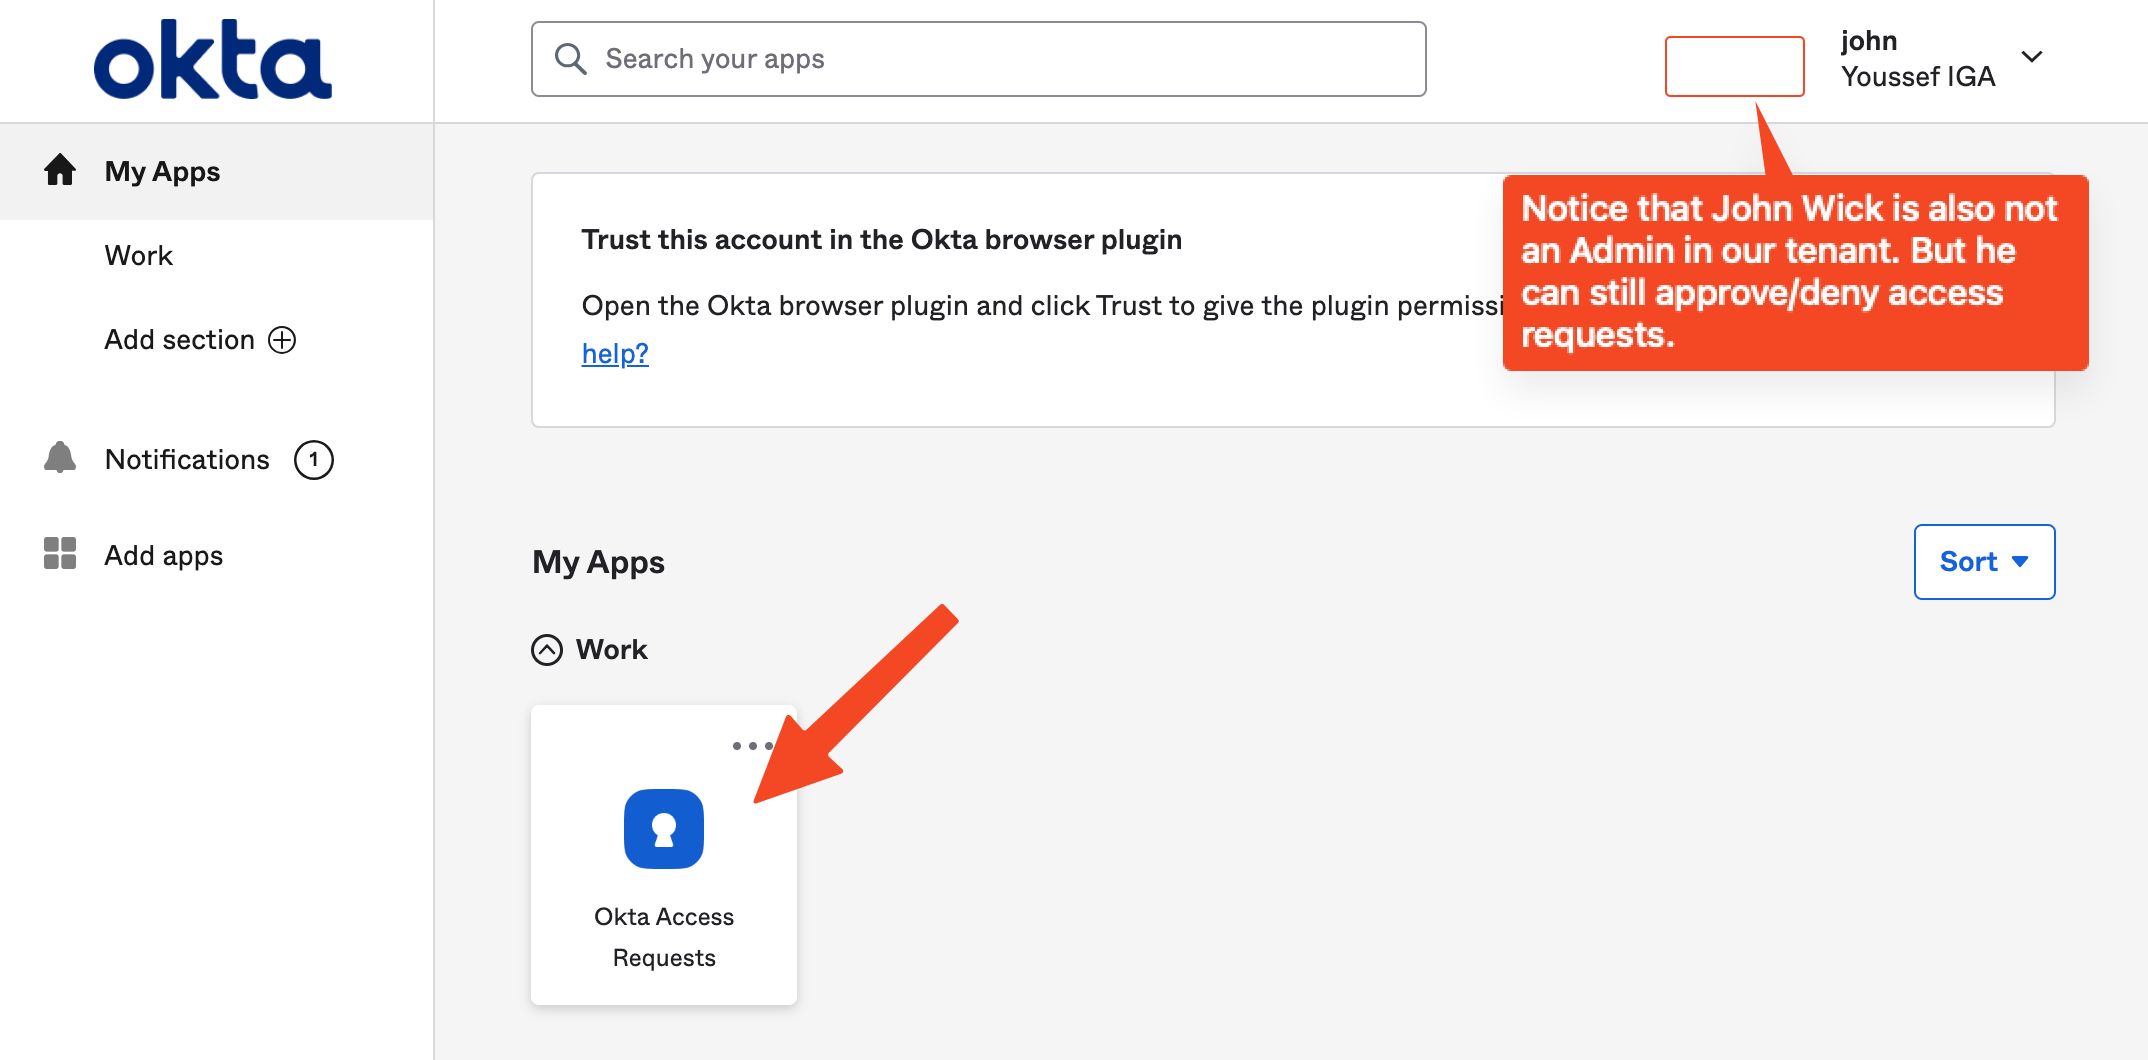 okta
Search your apps
john
Youssef IGA
My Apps
Work
Add section
Notifications 1
Add apps
Trust this account in the Okta browser plugin
Open the Okta browser plugin and click Trust to give the plugin
help?
Notice that John Wick is also not
an Admin in our tenant. But he
can still approve/deny access
requests.
My Apps
Sort
Work
Okta Access
Requests